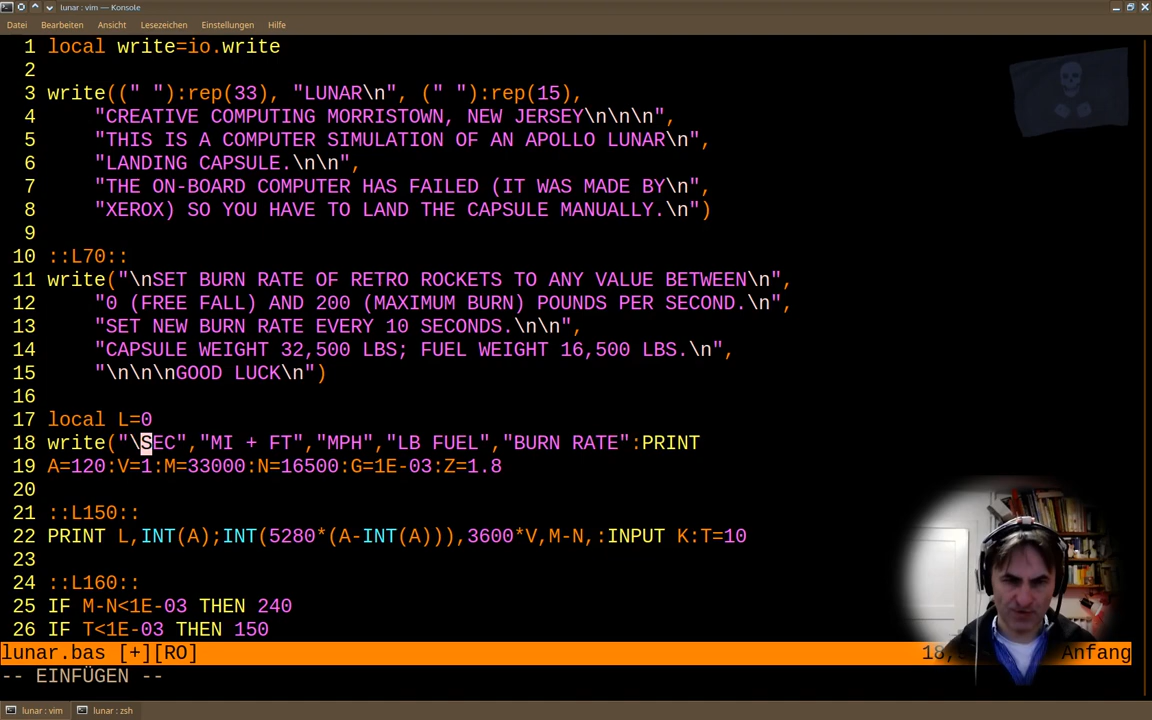 lunar : vim — Konsole
Datei Bearbeiten Ansicht Lesezeichen Einstellungen Hilfe
1 local write=io.write
2
3 write((" "):rep(33), "LUNAR\n", (" "):rep(15),
4 "CREATIVE COMPUTING MORRISTOWN, NEW JERSEY\n\n\n",
5 "THIS IS A COMPUTER SIMULATION OF AN APOLLO LUNAR\n",
6 "LANDING CAPSULE.\n\n",
7 "THE ON-BOARD COMPUTER HAS FAILED (IT WAS MADE BY\n",
8 "XEROX) SO YOU HAVE TO LAND THE CAPSULE MANUALLY.\n")
9
10 ::L70::
11 write("\nSET BURN RATE OF RETRO ROCKETS TO ANY VALUE BETWEEN\n",
12 "0 (FREE FALL) AND 200 (MAXIMUM BURN) POUNDS PER SECOND.\n",
13 "SET NEW BURN RATE EVERY 10 SECONDS.\n\n",
14 "CAPSULE WEIGHT 32,500 LBS; FUEL WEIGHT 16,500 LBS.\n",
15 "\n\n\nGOOD LUCK\n")
16
17 local L=0
18 write("\SEC","MI + FT","MPH","LB FUEL","BURN RATE":PRINT
19 A=120:V=1:M=33000:N=16500:G=1E-03:Z=1.8
20
21 ::L150::
22 PRINT L,INT(A);INT(5280*(A-INT(A))),3600*V,M-N,:INPUT K:T=10
23
24 ::L160::
25 IF M-N<1E-03 THEN 240
26 IF T<1E-03 THEN 150
lunar.bas [+][RO] 18, Anfang
-- EINFÜGEN --
lunar : vim lunar : zsh